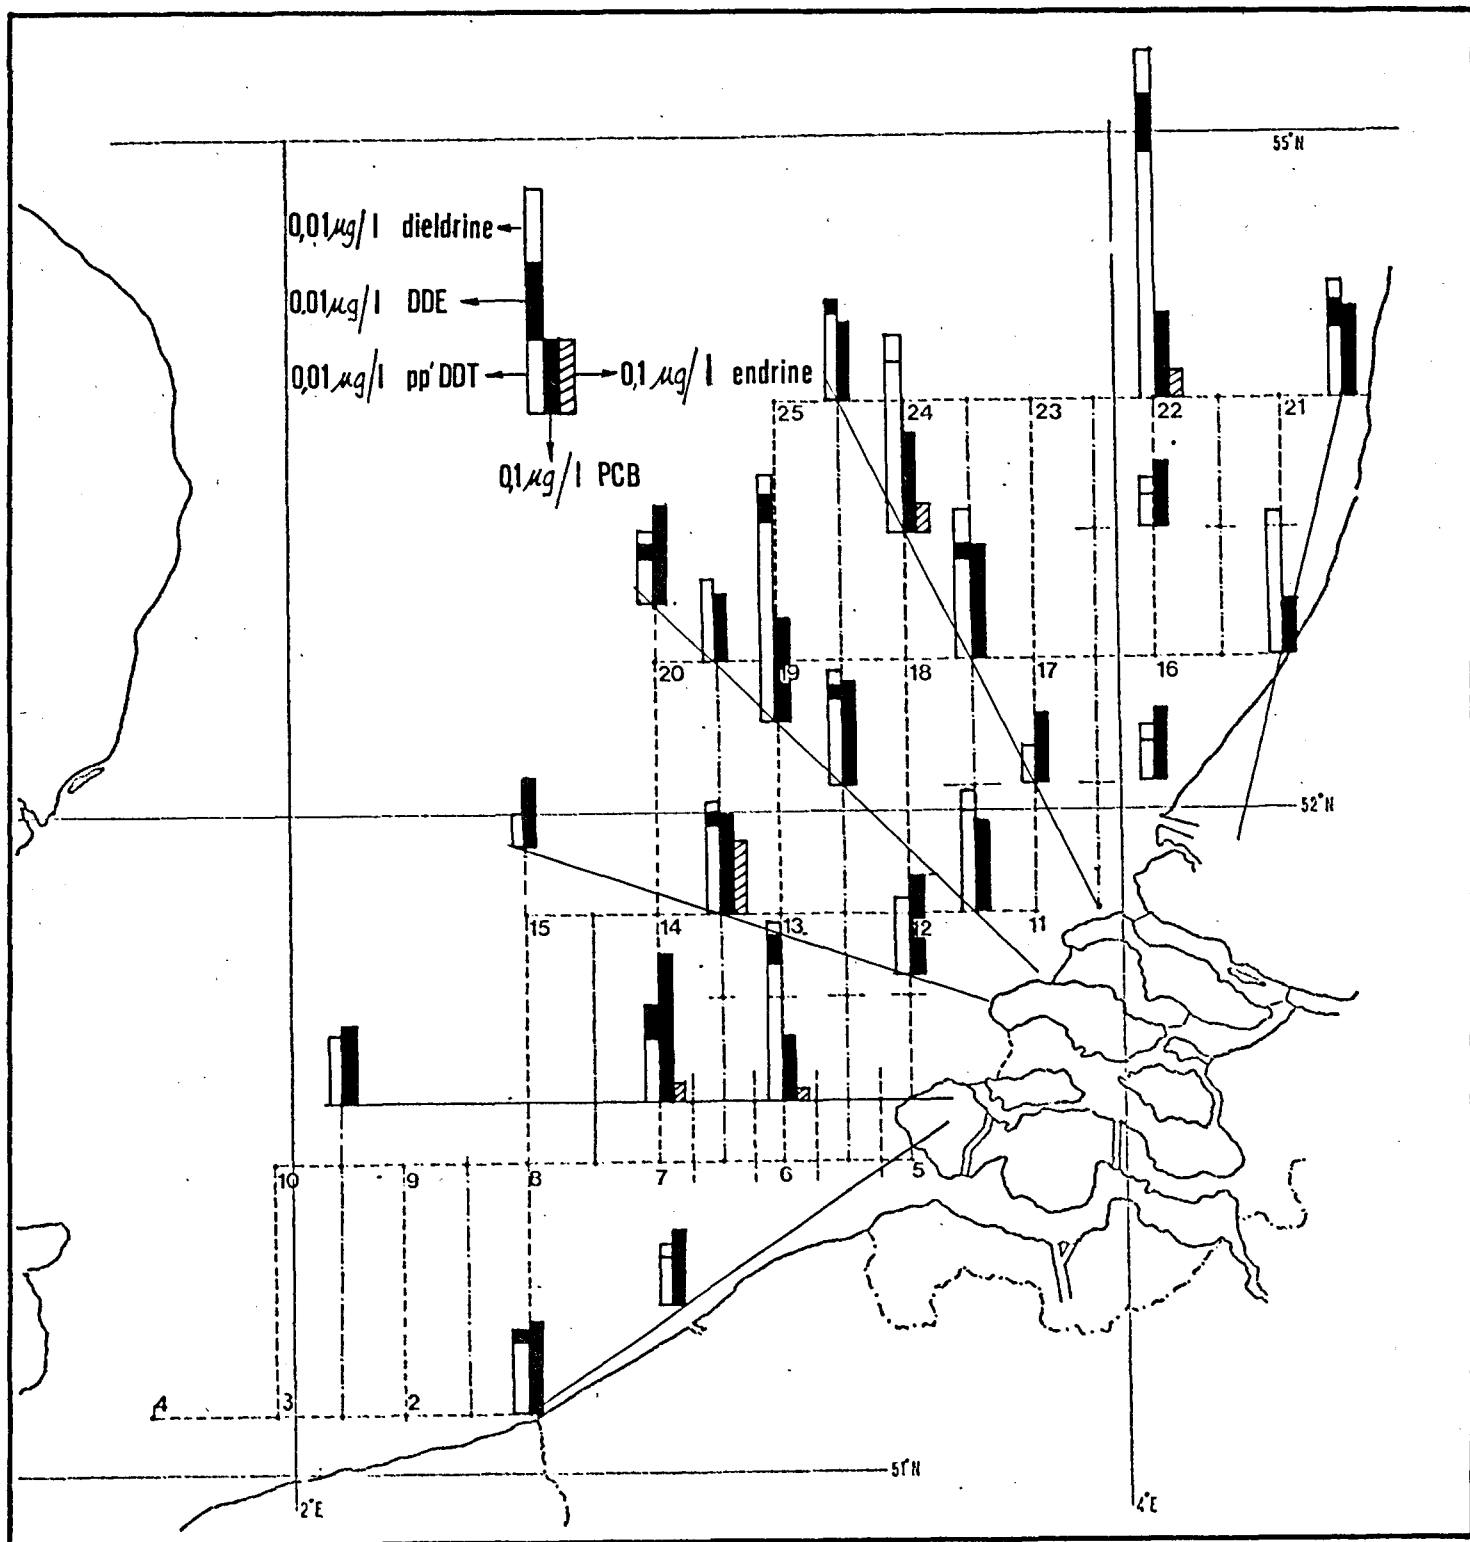 55°N
0,01 µg/l dieldrine
0,01 µg/l DDE
0,01 µg/l pp'DDT
0,1 µg/l endrine
0,1 µg/l PCB
25 24 23 22 21
20 19 18 17 16
52°N
15 14 13 12 11
10 9 8 7 6 5
4 3 2
51°N
2°E 4°E